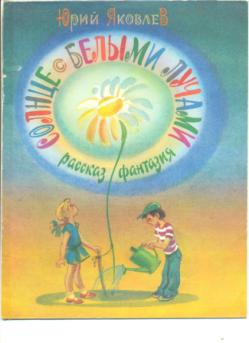 Юрий Яковлев
СОЛНЦЕ С БЕЛЫМИ ЛУЧАМИ
рассказ фантазия